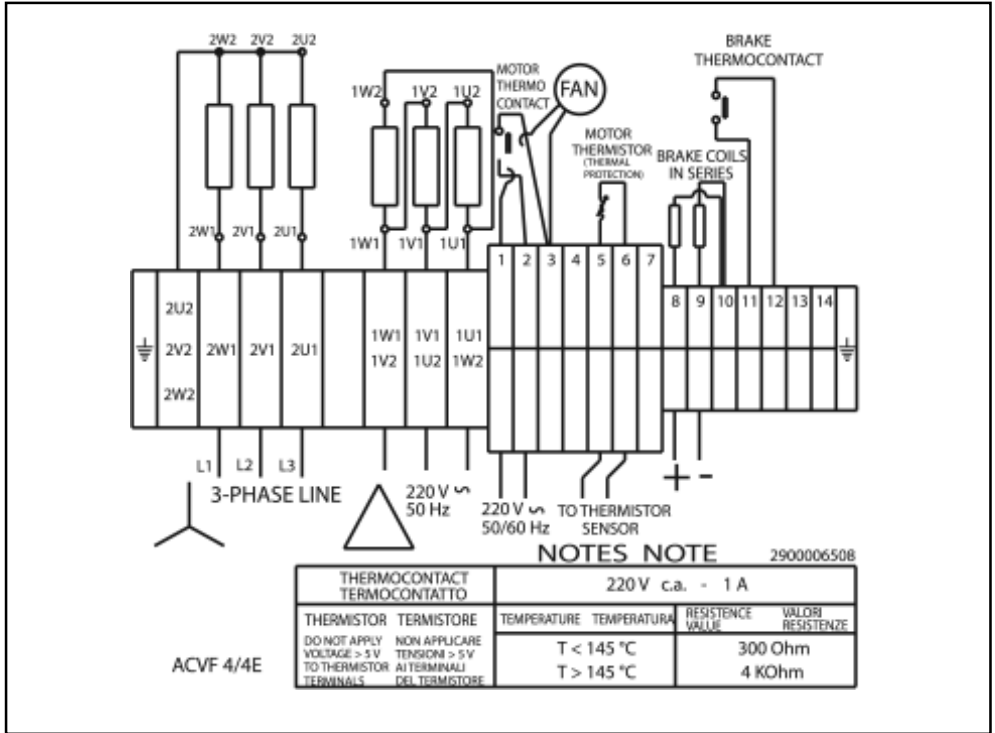 2W2 2V2 2U2
BRAKE
THERMOCONTACT
1W2 1V2 1U2
MOTOR
THERMO
CONTACT
FAN
MOTOR
THERMISTOR
(THERMAL
PROTECTION)
BRAKE COILS
IN SERIES
2W1 2V1 2U1
1W1 1V1 1U1
1 2 3 4 5 6 7
8 9 10 11 12 13 14
2U2
2V2
2W2
2W1 2V1 2U1
1W1 1V1 1U1
1V2 1U2 1W2
L1 L2 L3
3-PHASE LINE
220 V ∽
50 Hz
220 V ∽
50/60 Hz
TO THERMISTOR
SENSOR
+ -
NOTES NOTE
2900006508
THERMOCONTACT
TERMOCONTATTO
220 V c.a. - 1 A
THERMISTOR TERMISTORE
TEMPERATURE TEMPERATURA
RESISTENCE
VALUE
VALORI
RESISTENZE
DO NOT APPLY
VOLTAGE > 5 V
TO THERMISTOR
TERMINALS
NON APPLICARE
TENSIONI > 5 V
AI TERMINALI
DEL TERMISTORE
T < 145 °C 300 Ohm
T > 145 °C 4 KOhm
ACVF 4/4E